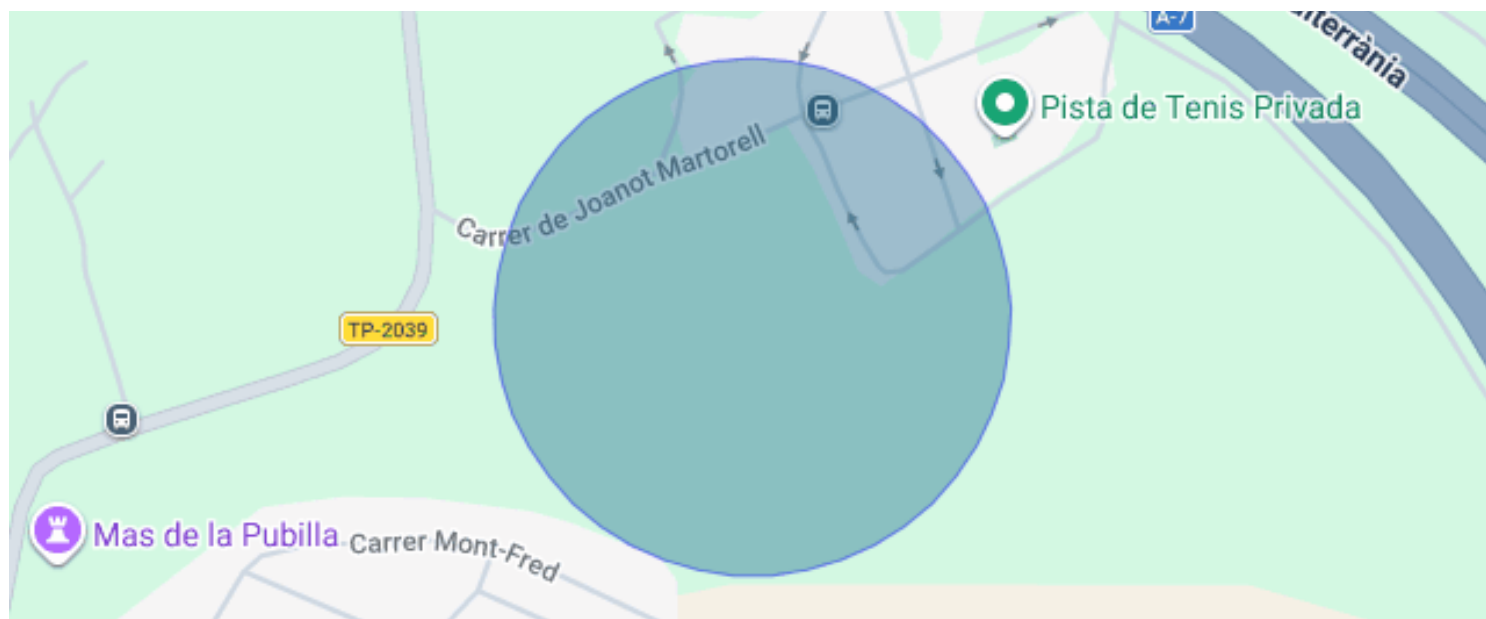 A-7
Pista de Tenis Privada
Carrer de Joanot Martorell
TP-2039
Mas de la Pubilla
Carrer Mont-Fred